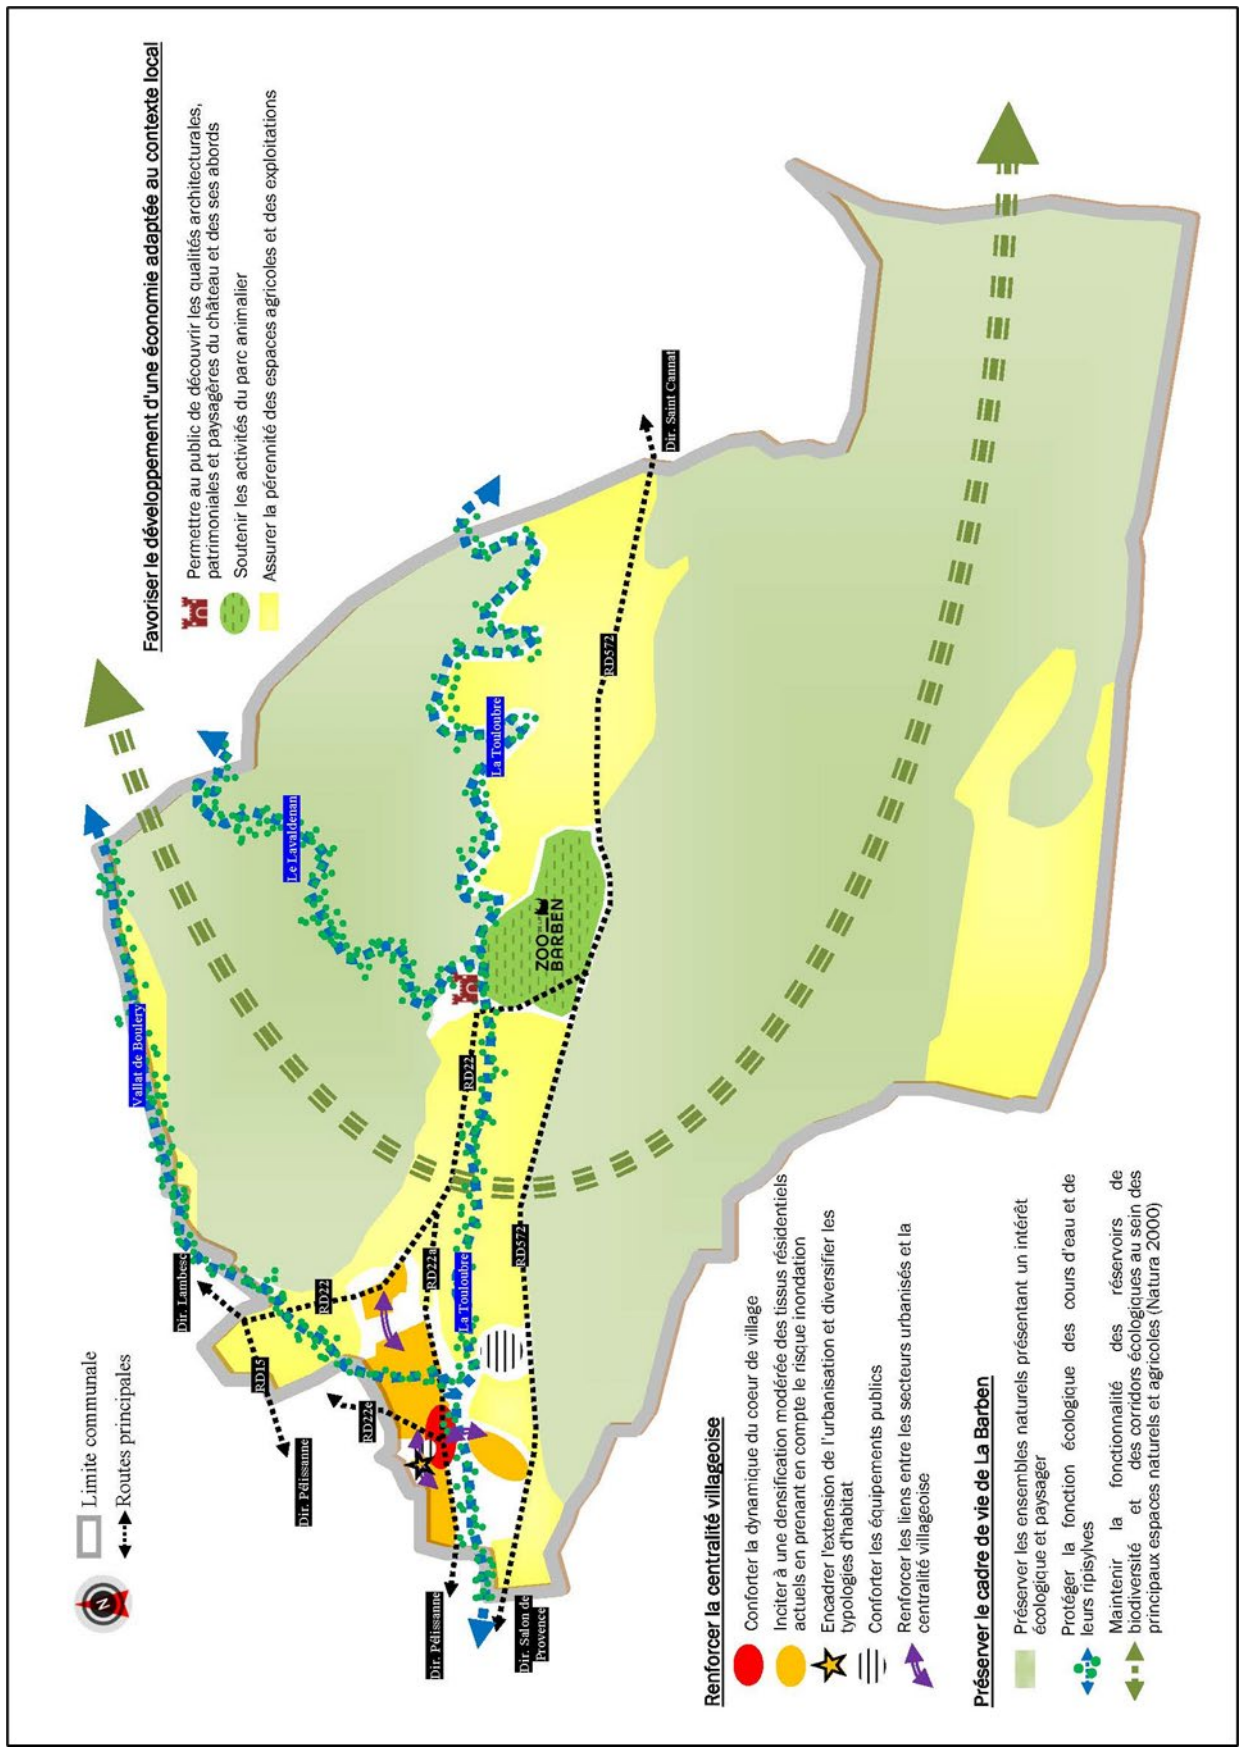 Limite communale
Routes principales
N
Favoriser le développement d'une économie adaptée au contexte local
Permettre au public de découvrir les qualités architecturales,
patrimoniales et paysagères du château et des ses abords
Soutenir les activités du parc animalier
Assurer la pérennité des espaces agricoles et des exploitations
Dir. Lambesc
Vallat de Boulery
RD15
RD22
Le Lavaldenan
Dir. Pélissanne
RD22e
RD22a
RD22
La Touloubre
La Touloubre
ZOO DE LA
BARBEN
RD572
RD572
Dir. Pélissanne
Dir. Salon de
Provence
Dir. Saint Cannat
Renforcer la centralité villageoise
Conforter la dynamique du coeur de village
Inciter à une densification modérée des tissus résidentiels
actuels en prenant en compte le risque inondation
Encadrer l'extension de l'urbanisation et diversifier les
typologies d'habitat
Conforter les équipements publics
Renforcer les liens entre les secteurs urbanisés et la
centralité villageoise
Préserver le cadre de vie de La Barben
Préserver les ensembles naturels présentant un intérêt
écologique et paysager
Protéger la fonction écologique des cours d'eau et de
leurs ripisylves
Maintenir la fonctionnalité des réservoirs de
biodiversité et des corridors écologiques au sein des
principaux espaces naturels et agricoles (Natura 2000)